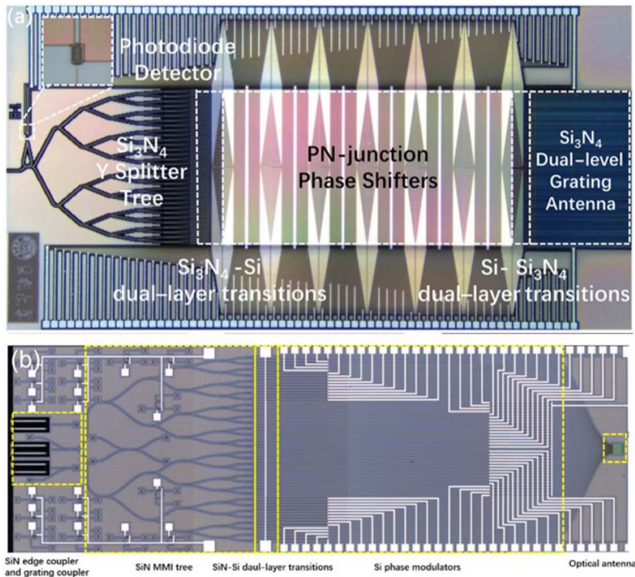 (a)
Photodiode
Detector
Si₃N₄
Y Splitter
Tree
PN-junction
Phase Shifters
Si₃N₄
Dual-level
Grating
Antenna
Si₃N₄ -Si
dual-layer transitions
Si- Si₃N₄
dual-layer transitions
(b)
SiN edge coupler
and grating coupler
SiN MMI tree
SiN-Si daul-layer transitions
Si phase modulators
Optical antenna